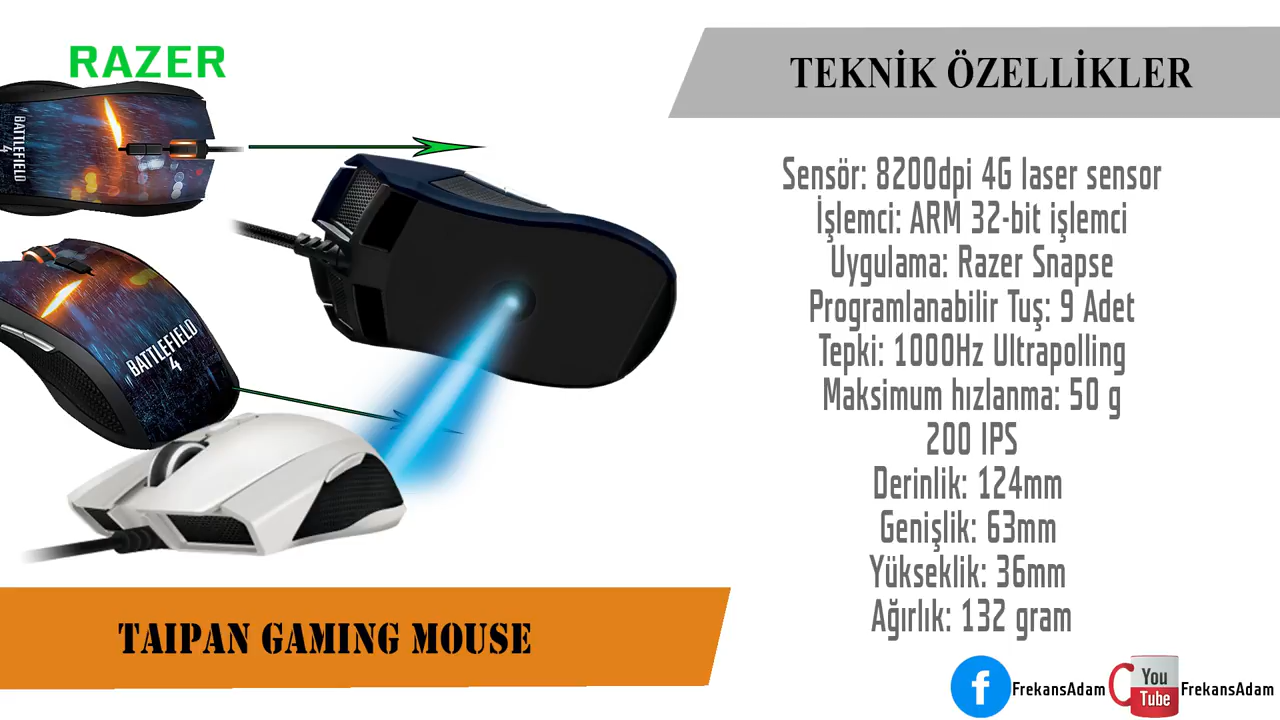 RAZER
BATTLEFIELD
4
BATTLEFIELD
4
TAIPAN GAMING MOUSE
TEKNİK ÖZELLİKLER
Sensör: 8200dpi 4G laser sensor
İşlemci: ARM 32-bit işlemci
Uygulama: Razer Snapse
Programlanabilir Tuş: 9 Adet
Tepki: 1000Hz Ultrapolling
Maksimum hızlanma: 50 g
200 IPS
Derinlik: 124mm
Genişlik: 63mm
Yükseklik: 36mm
Ağırlık: 132 gram
f FrekansAdam
You
Tube
FrekansAdam